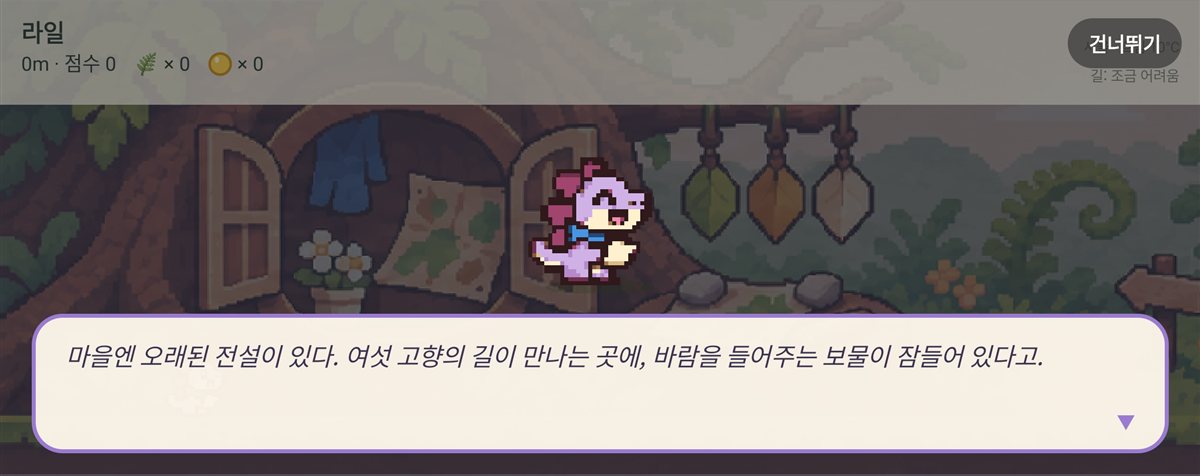 라일
0m · 점수 0 × 0 × 0
건너뛰기
길: 조금 어려움
마을엔 오래된 전설이 있다. 여섯 고향의 길이 만나는 곳에, 바람을 들어주는 보물이 잠들어 있다고.